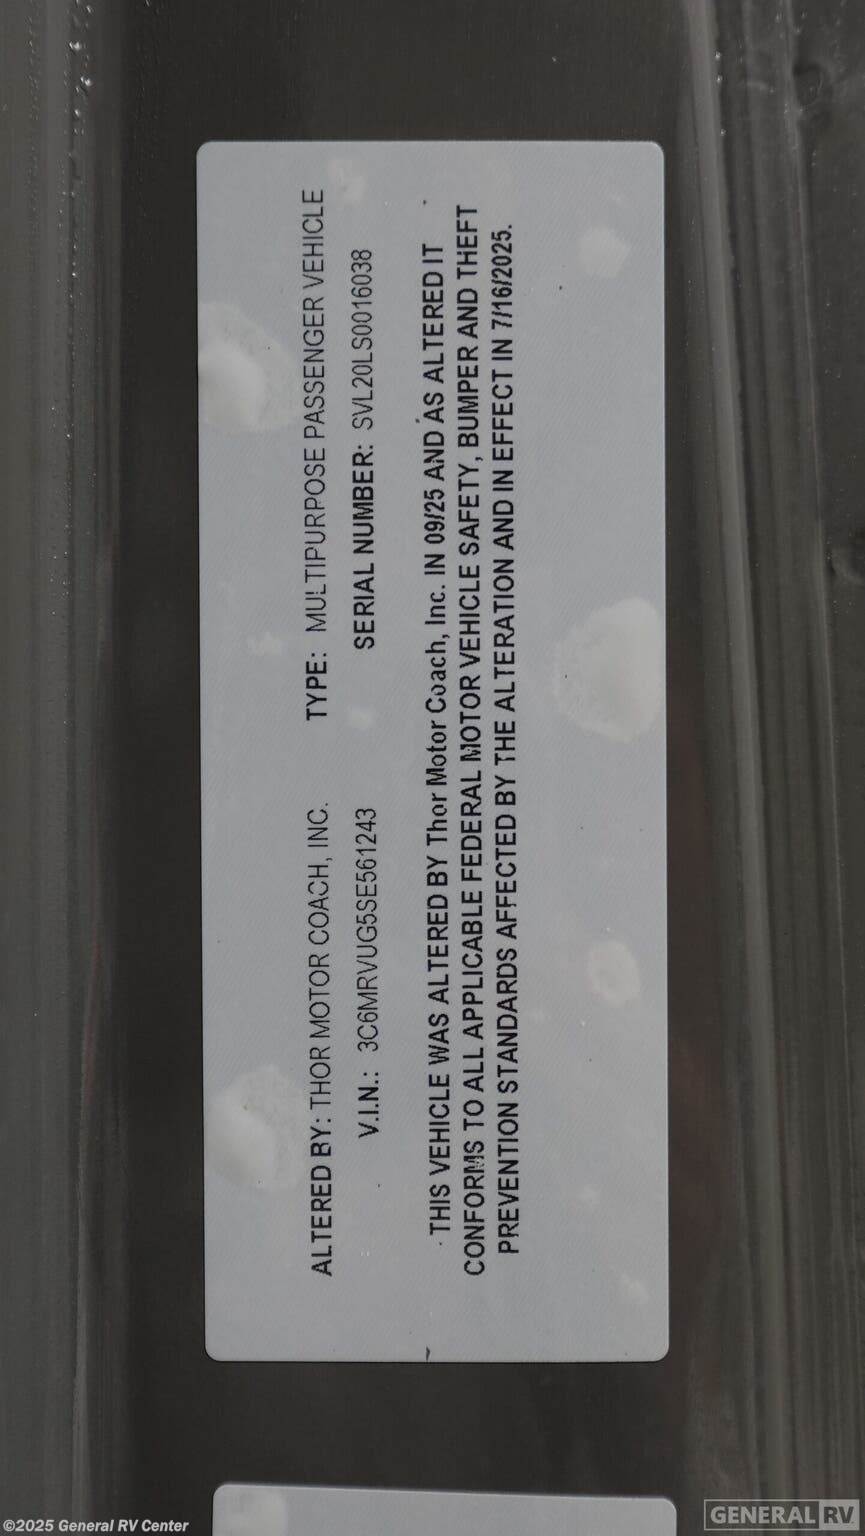 ALTERED BY: THOR MOTOR COACH, INC. TYPE: MULTIPURPOSE PASSENGER VEHICLE
V.I.N.: 3C6MRVUG5SE561243 SERIAL NUMBER: SVL20LS0016038
THIS VEHICLE WAS ALTERED BY Thor Motor Coach, Inc. IN 09/25 AND AS ALTERED IT
CONFORMS TO ALL APPLICABLE FEDERAL MOTOR VEHICLE SAFETY, BUMPER AND THEFT
PREVENTION STANDARDS AFFECTED BY THE ALTERATION AND IN EFFECT IN 7/16/2025.
©2025 General RV Center
GENERAL RV